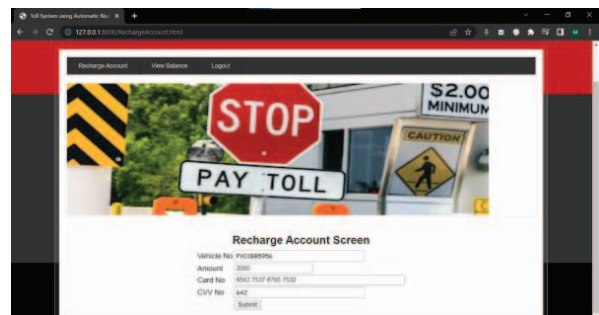 Toll System using Automatic Num
127.0.0.1:8000/RechargeAccount.html
Recharge Account View Balance Logout
$2.00
MINIMUM
STOP
CAUTION
PAY TOLL
Recharge Account Screen
Vehicle No
Amount 2000
Card No 6542 7537 8765 7532
CVV No 642
Submit